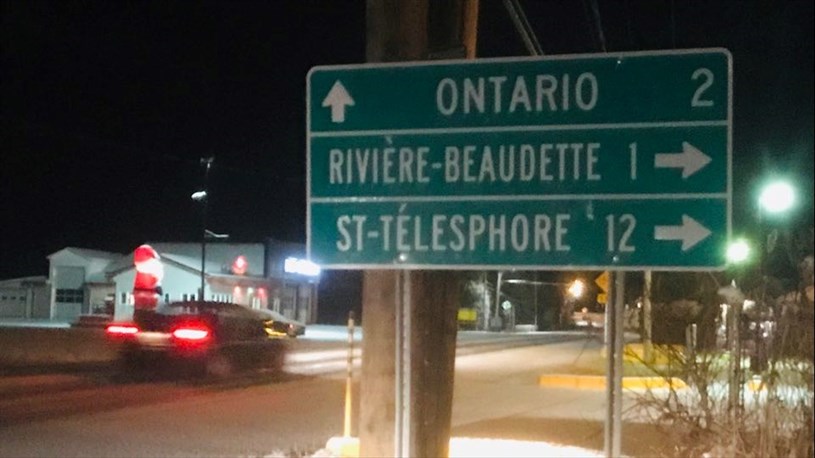 ONTARIO 2
RIVIÈRE-BEAUDETTE 1
ST-TÉLESPHORE 12